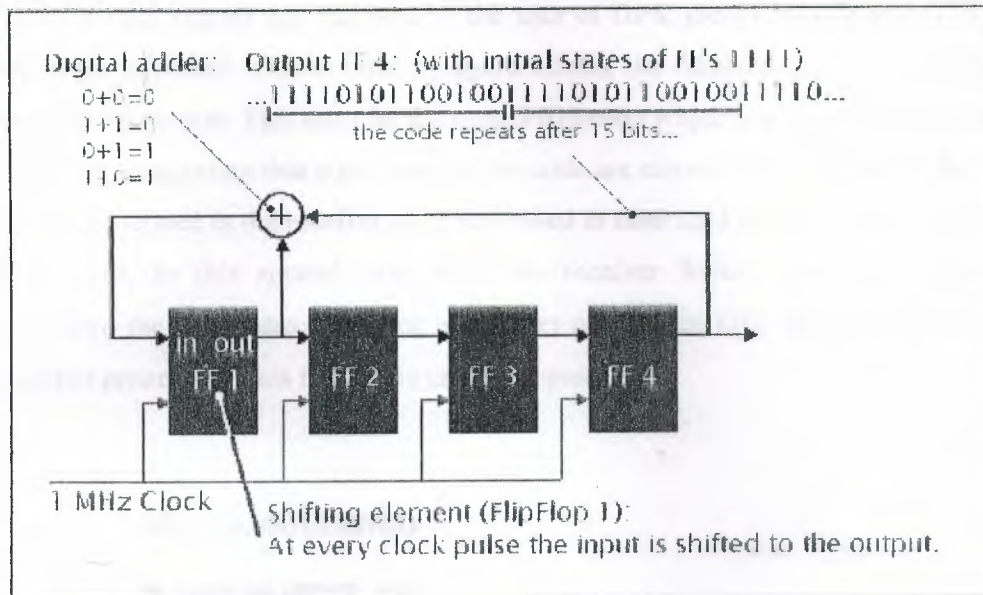 Digital adder: Output FF 4: (with initial states of FF's 1111)
0+0=0 ...111101011001001111010110010011110...
1+1=0 the code repeats after 15 bits...
0+1=1
1+0=1
+
in out
FF 1 FF 2 FF 3 FF 4
1 MHz Clock
Shifting element (FlipFlop 1):
At every clock pulse the input is shifted to the output.